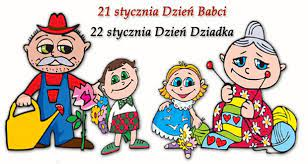 21 stycznia Dzień Babci
22 stycznia Dzień Dziadka